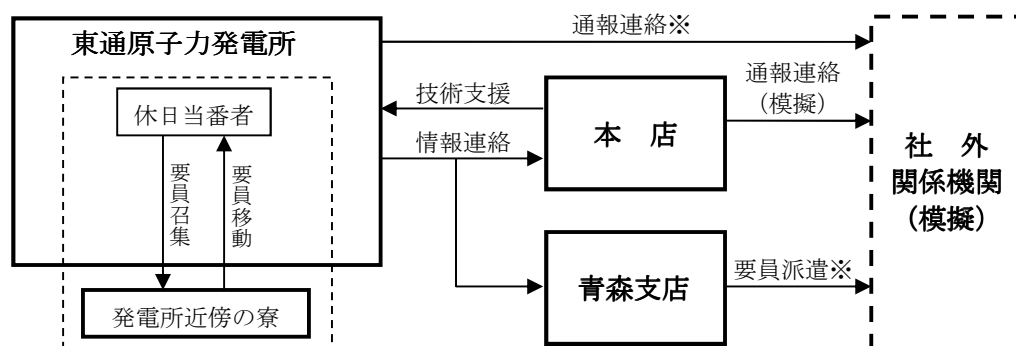 東通原子力発電所
休日当番者
要員召集
要員移動
発電所近傍の寮
通報連絡※
技術支援
情報連絡
本　店
通報連絡
(模擬)
青森支店
要員派遣※
社　外
関係機関
(模擬)